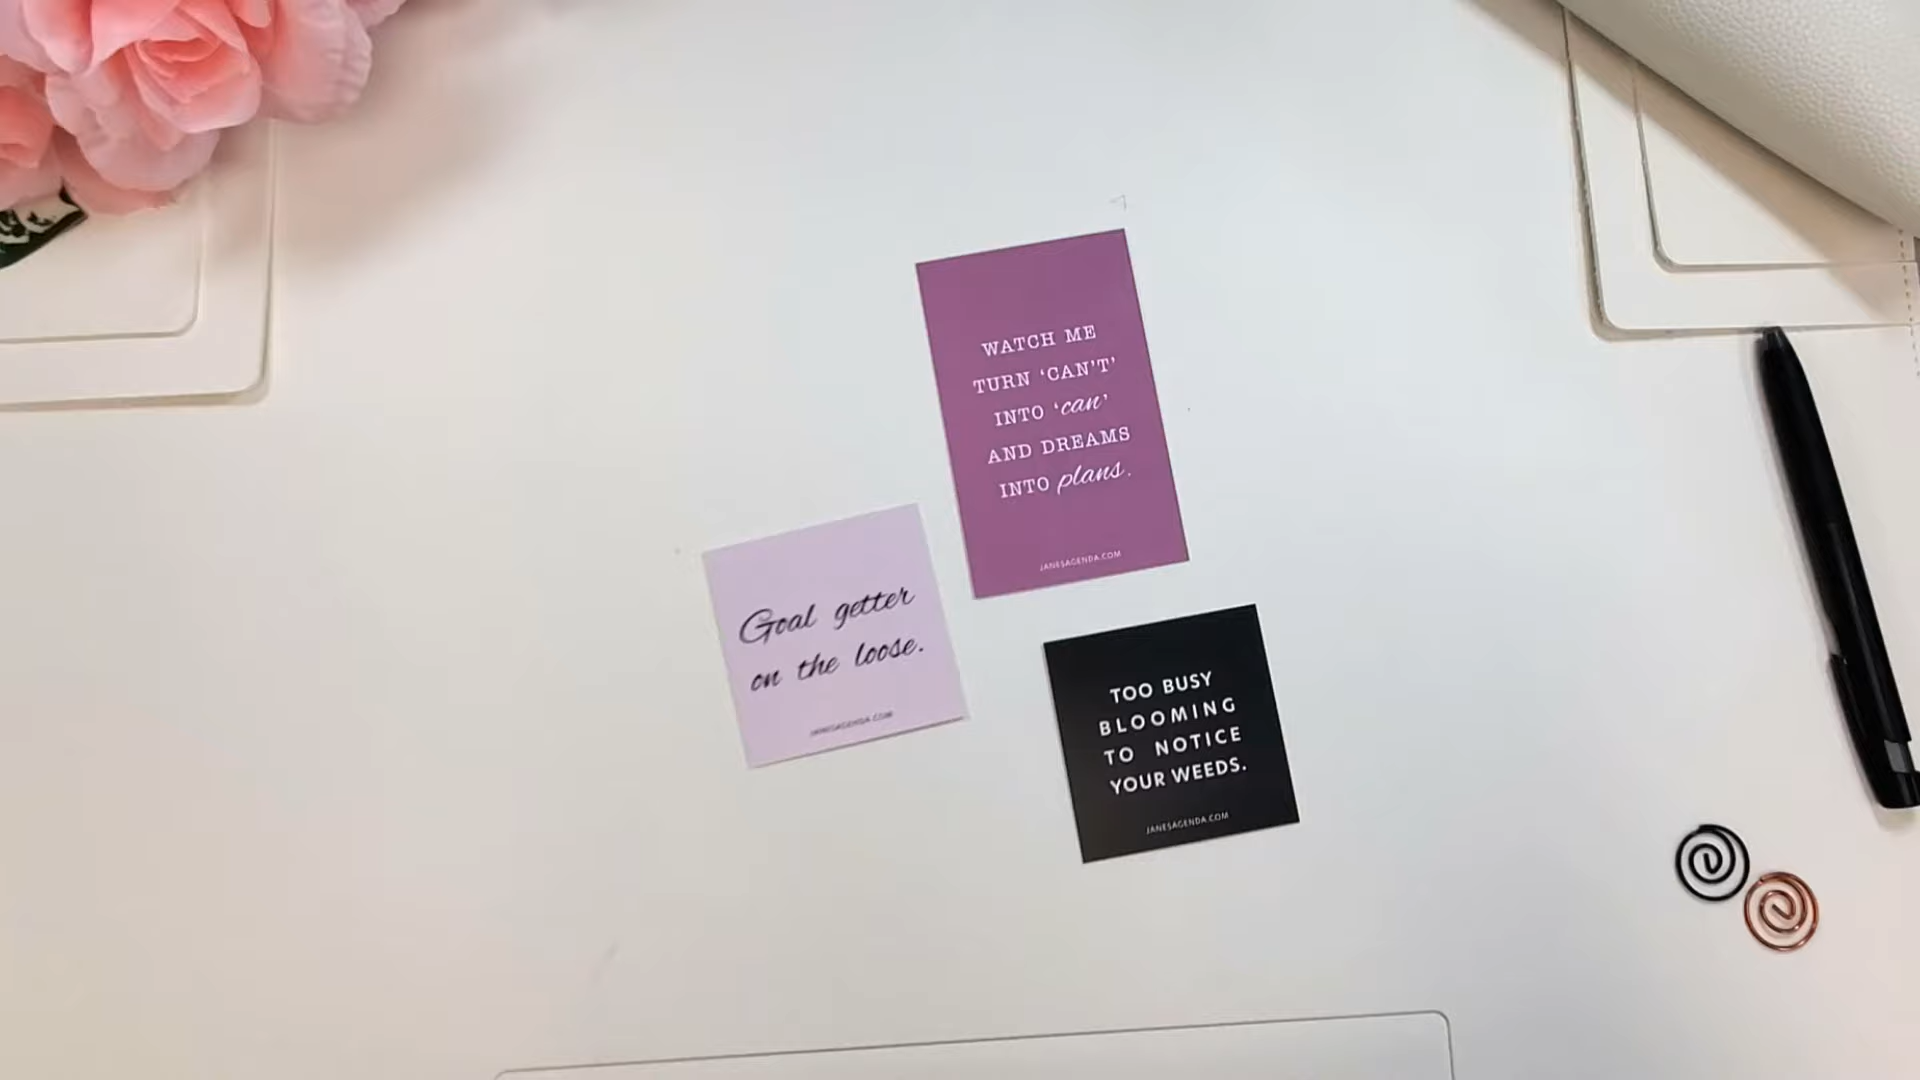 WATCH ME
TURN ‘CAN’T’
INTO ‘can’
AND DREAMS
INTO plans.
JANESAGENDA.COM
Goal getter
on the loose.
JANESAGENDA.COM
TOO BUSY
BLOOMING
TO NOTICE
YOUR WEEDS.
JANESAGENDA.COM